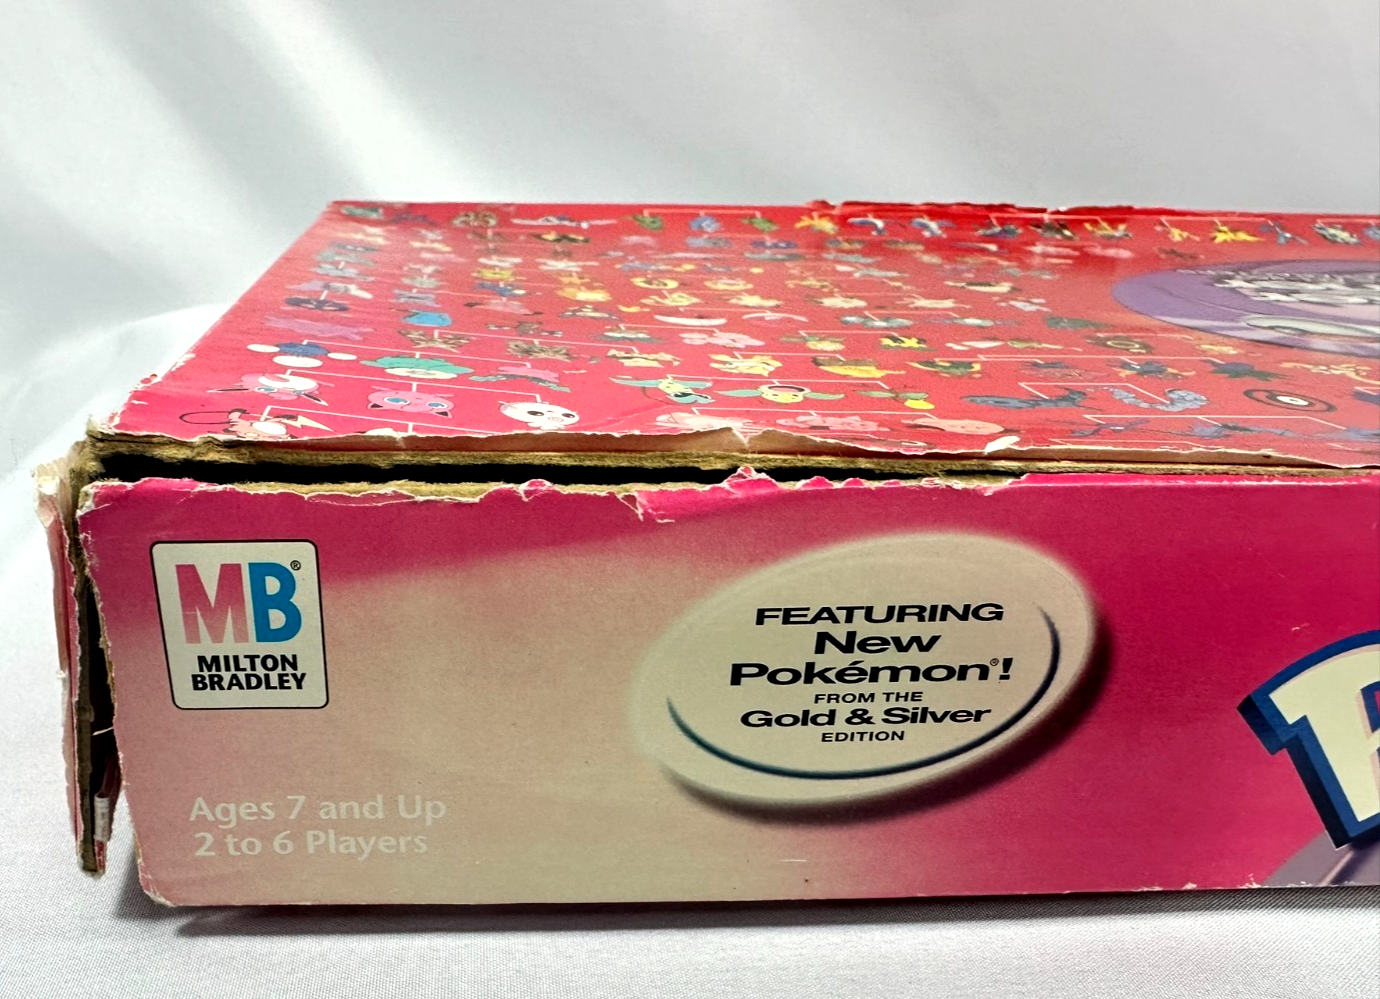 MB®
MILTON
BRADLEY
Ages 7 and Up
2 to 6 Players
FEATURING
New
Pokémon®!
FROM THE
Gold & Silver
EDITION